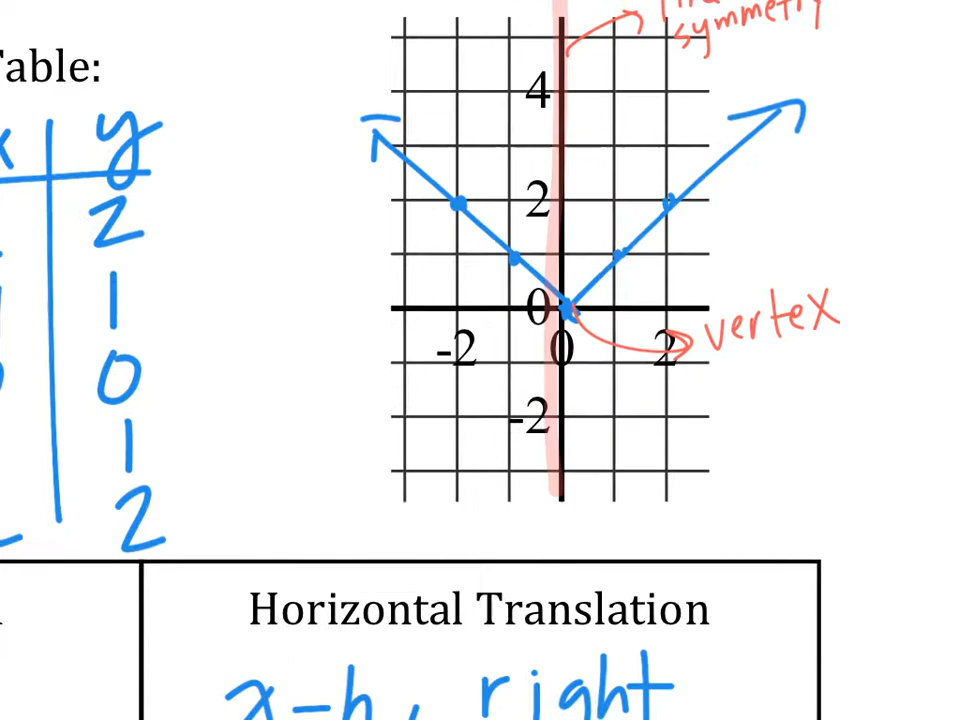 symmetry
Table:
y
4
2
2
1
0
vertex
-2 0 2
0
-2
1
2
Horizontal Translation
x-h, right